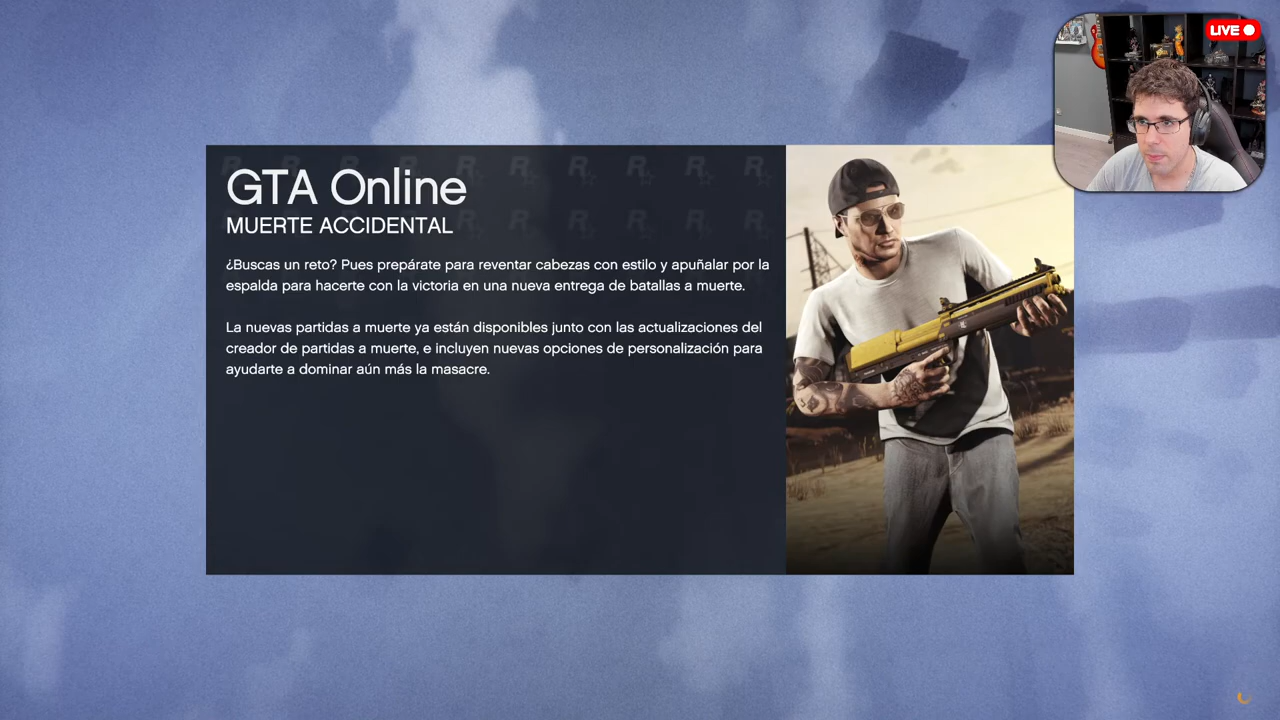 LIVE
GTA Online
MUERTE ACCIDENTAL
¿Buscas un reto? Pues prepárate para reventar cabezas con estilo y apuñalar por la
espalda para hacerte con la victoria en una nueva entrega de batallas a muerte.
La nuevas partidas a muerte ya están disponibles junto con las actualizaciones del
creador de partidas a muerte, e incluyen nuevas opciones de personalización para
ayudarte a dominar aún más la masacre.